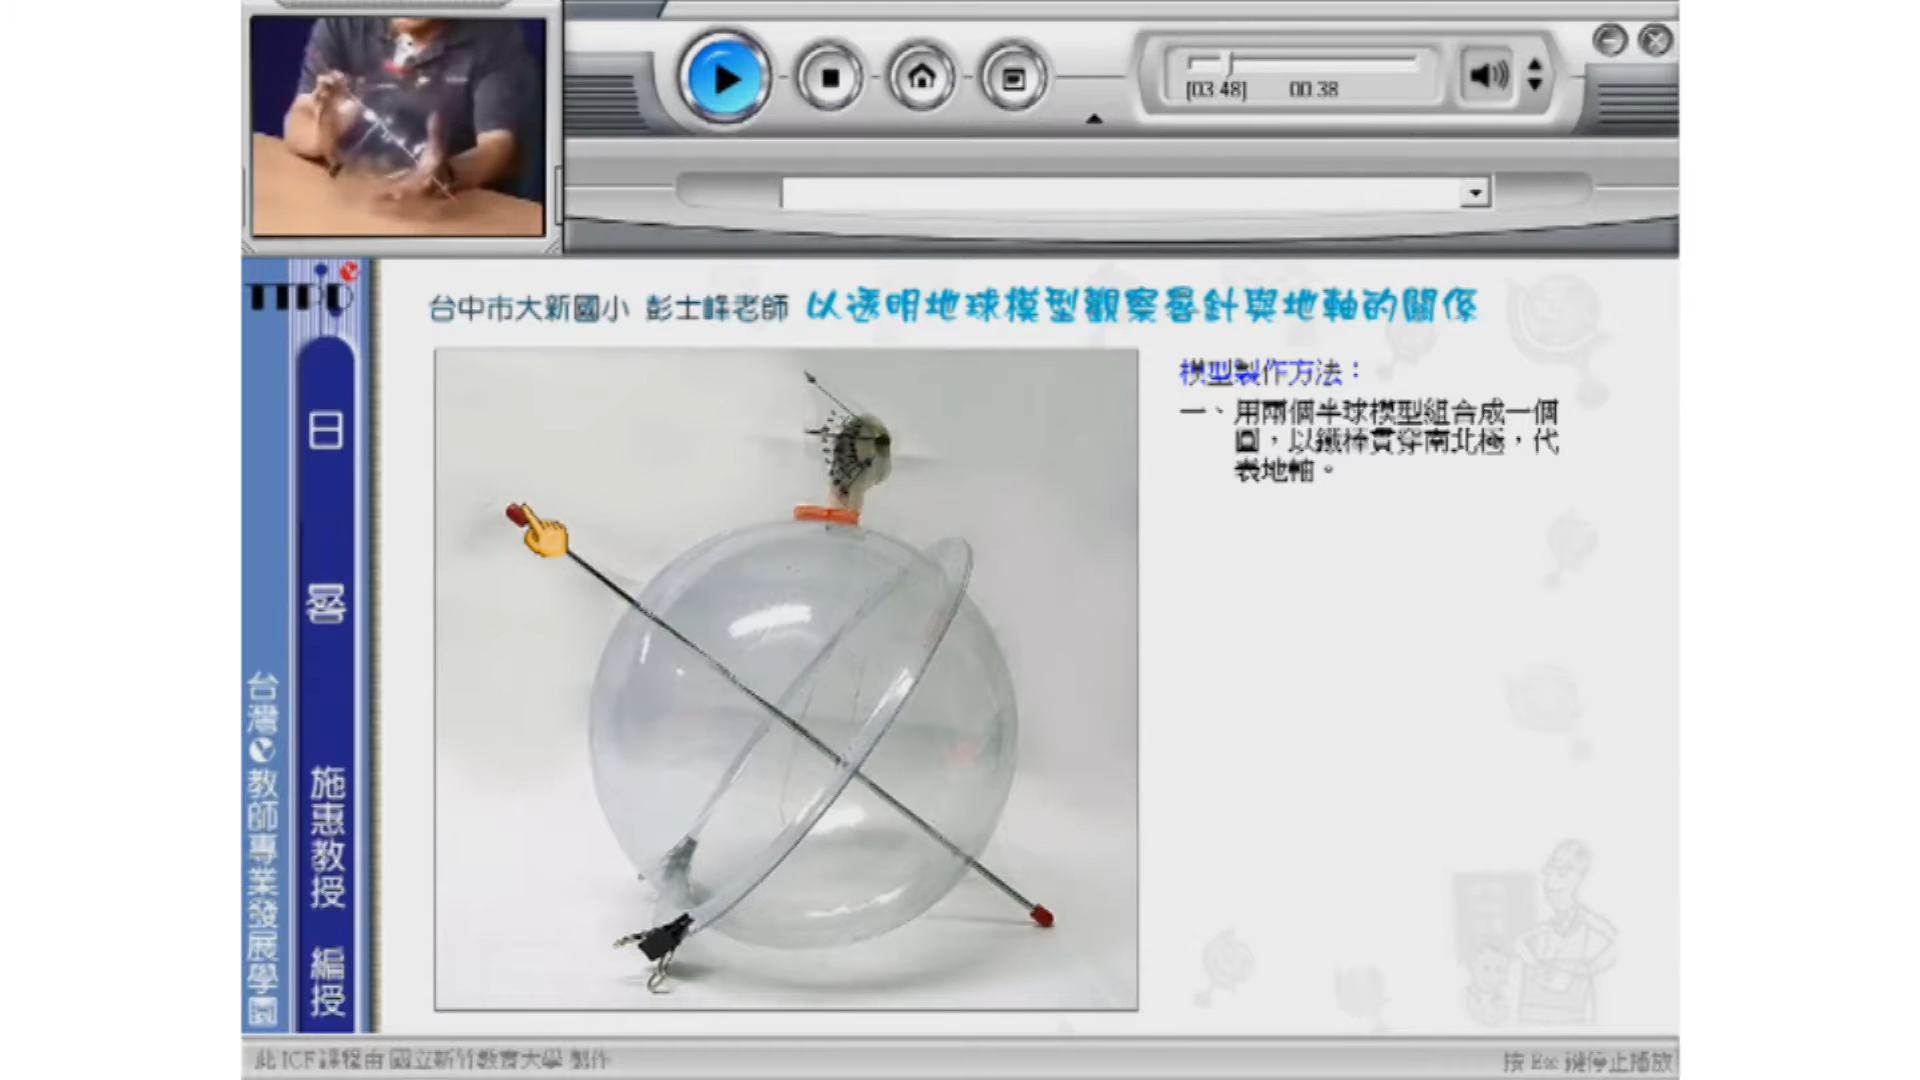 [03 48] 00 38
台中市大新國小 彭士峰老師 以透明地球模型觀察晷針與地軸的關係
模型製作方法：
一、用兩個半球模型組合成一個
圓，以鐵棒貫穿南北極，代
表地軸。
日晷
施惠教授 編授
台灣教師專業發展學園
此 ICF 課程由 國立新竹教育大學 製作
按 Esc 鍵停止播放